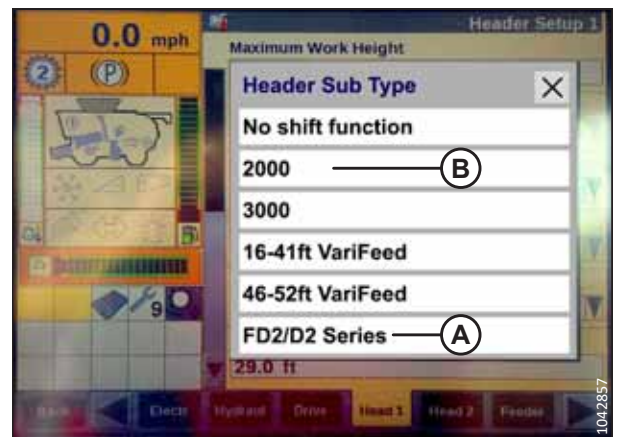 0.0 mph
Header Setup 1
2
(P)
Maximum Work Height
Header Sub Type
No shift function
2000
B
3000
16-41ft VariFeed
46-52ft VariFeed
9
FD2/D2 Series
A
29.0 ft
Back
Electr
Hydraul
Drive
Head 1
Head 2
Feeder
1042857